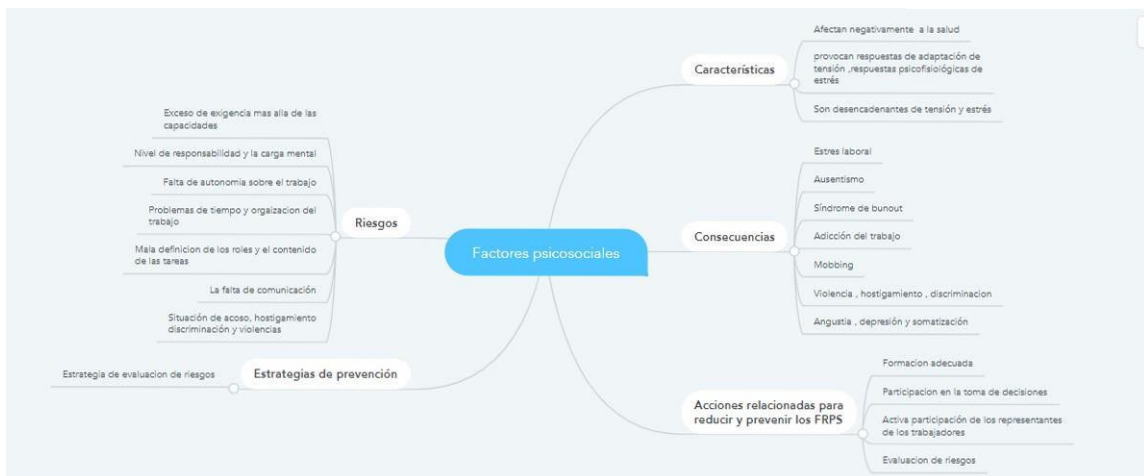 Factores psicosociales
Características
Afectan negativamente a la salud
provocan respuestas de adaptación de
tensión ,respuestas psicofisiológicas de
estrés
Son desencadenantes de tensión y estrés
Consecuencias
Estres laboral
Ausentismo
Síndrome de bunout
Adicción del trabajo
Mobbing
Violencia , hostigamiento , discriminacion
Angustia , depresión y somatización
Acciones relacionadas para
reducir y prevenir los FRPS
Formacion adecuada
Participacion en la toma de decisiones
Activa participación de los representantes
de los trabajadores
Evaluacion de riesgos
Riesgos
Exceso de exigencia mas alla de las
capacidades
Nivel de responsabilidad y la carga mental
Falta de autonomia sobre el trabajo
Problemas de tiempo y orgaizacion del
trabajo
Mala definicion de los roles y el contenido
de las tareas
La falta de comunicación
Situación de acoso, hostigamiento
discriminación y violencias
Estrategias de prevención
Estrategia de evaluacion de riesgos